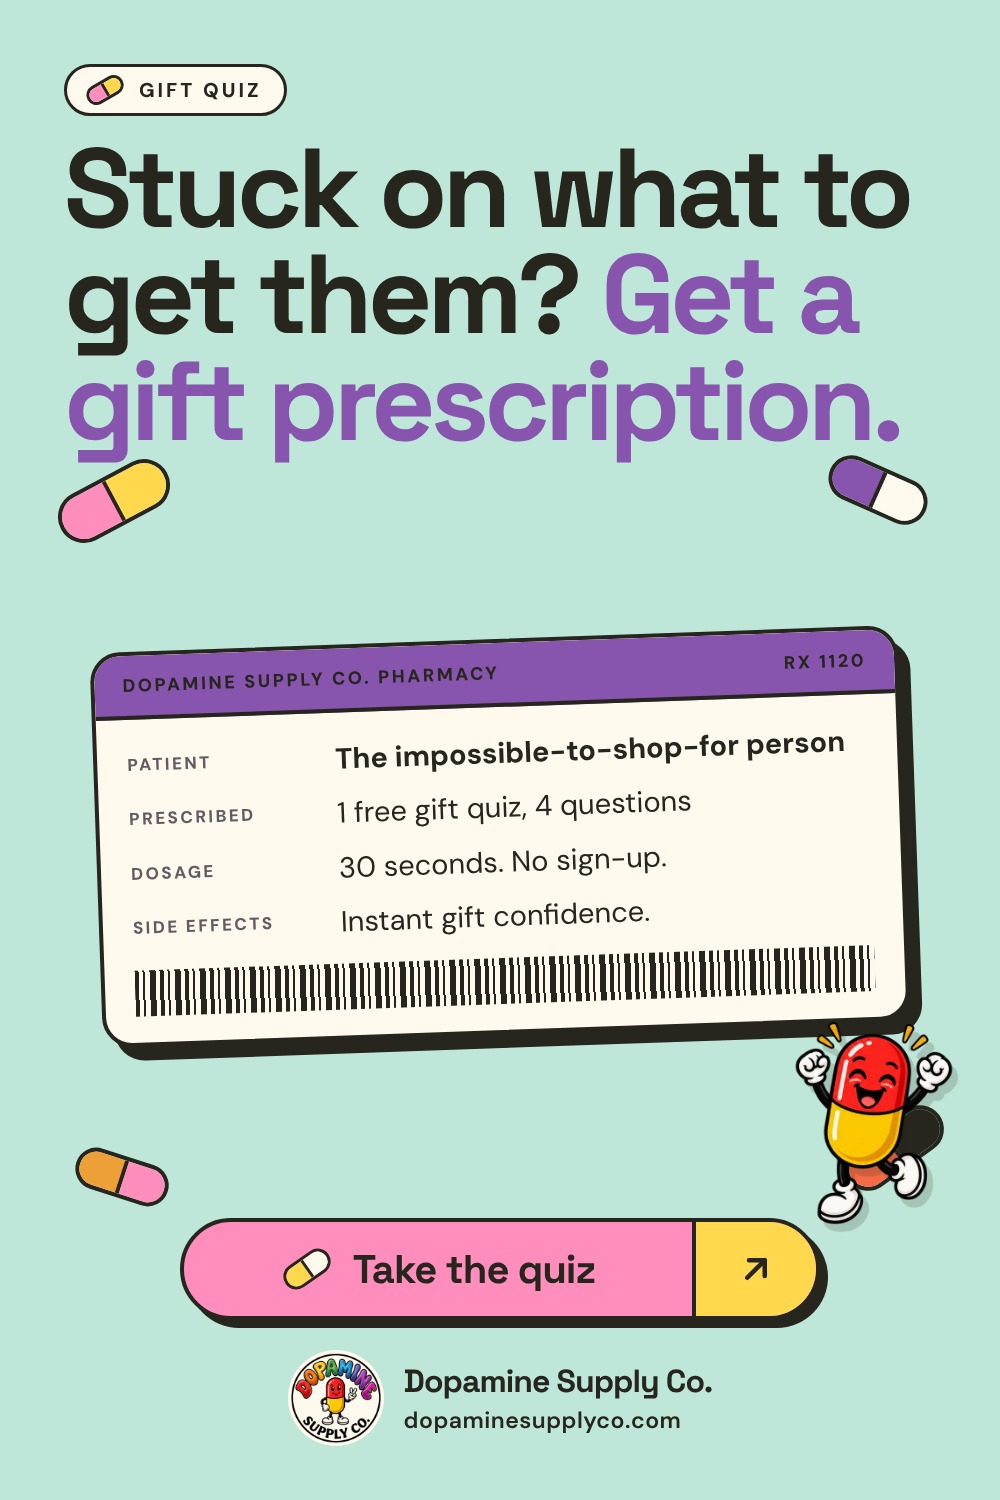 GIFT QUIZ
Stuck on what to
get them? Get a
gift prescription.
DOPAMINE SUPPLY CO. PHARMACY RX 1120
PATIENT The impossible-to-shop-for person
PRESCRIBED 1 free gift quiz, 4 questions
DOSAGE 30 seconds. No sign-up.
SIDE EFFECTS Instant gift confidence.
Take the quiz
DOPAMINE
SUPPLY CO.
Dopamine Supply Co.
dopaminesupplyco.com